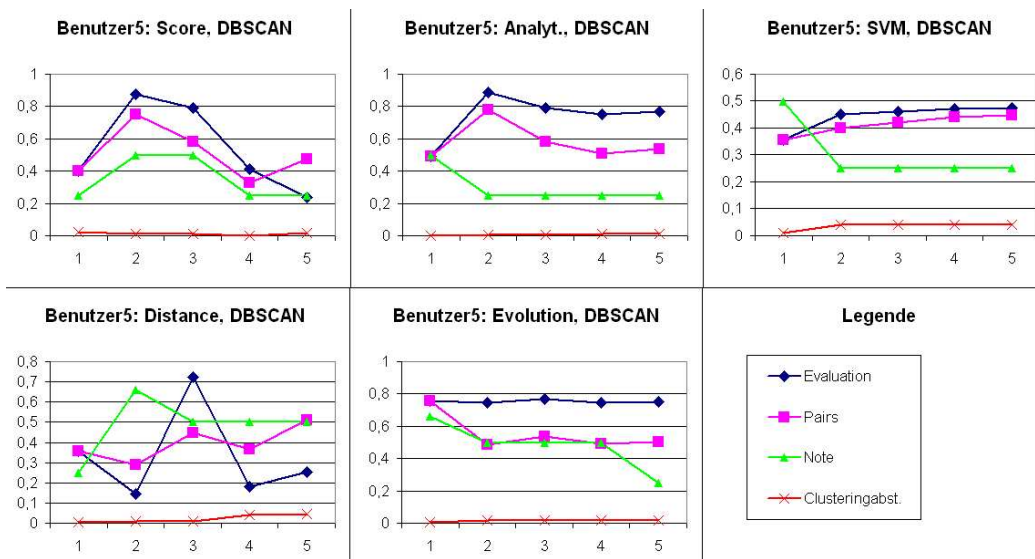 Benutzer5: Score, DBSCAN
1
0,8
0,6
0,4
0,2
0
1 2 3 4 5
Benutzer5: Analyt., DBSCAN
1
0,8
0,6
0,4
0,2
0
1 2 3 4 5
Benutzer5: SVM, DBSCAN
0,6
0,5
0,4
0,3
0,2
0,1
0
1 2 3 4 5
Benutzer5: Distance, DBSCAN
0,8
0,7
0,6
0,5
0,4
0,3
0,2
0,1
0
1 2 3 4 5
Benutzer5: Evolution, DBSCAN
1
0,8
0,6
0,4
0,2
0
1 2 3 4 5
Legende
Evaluation
Pairs
Note
Clusteringabst.